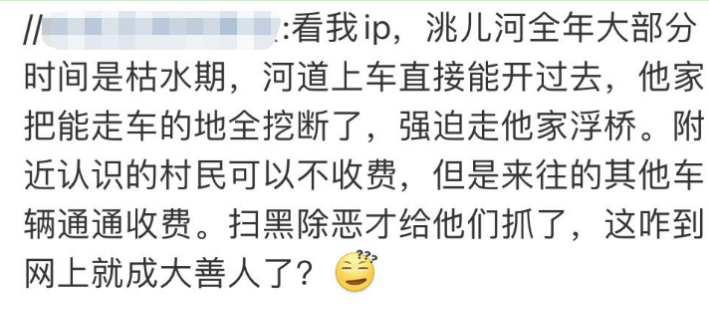 //:看我ip，洮儿河全年大部分
时间是枯水期，河道上车直接能开过去，他家
把能走车的地全挖断了，强迫走他家浮桥。附
近认识的村民可以不收费，但是来往的其他车
辆通通收费。扫黑除恶才给他们抓了，这咋到
网上就成大善人了？